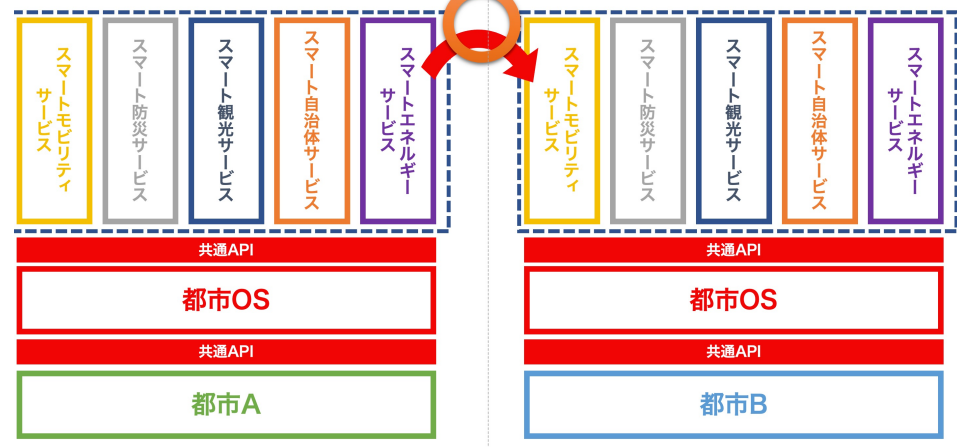 スマートモビリティ
サービス
スマート防災サービス
スマート観光サービス
スマート自治体サービス
スマートエネルギー
サービス
共通API
都市OS
共通API
都市A
スマートモビリティ
サービス
スマート防災サービス
スマート観光サービス
スマート自治体サービス
スマートエネルギー
サービス
共通API
都市OS
共通API
都市B